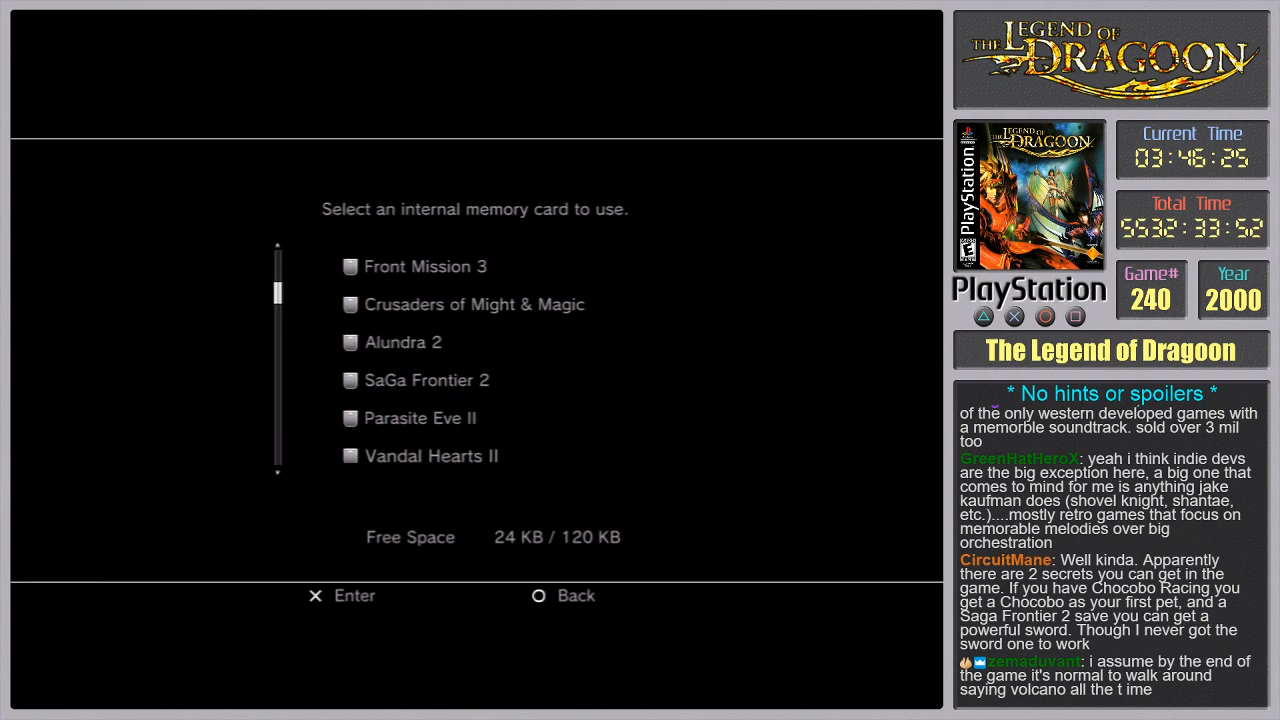 Select an internal memory card to use.
Front Mission 3
Crusaders of Might & Magic
Alundra 2
SaGa Frontier 2
Parasite Eve II
Vandal Hearts II
Free Space 24 KB / 120 KB
Enter Back
THE LEGEND OF
DRAGOON
PlayStation
THE LEGEND OF
DRAGOON
PlayStation
Current Time
03:46:25
Total Time
5532:33:52
Game#
240
Year
2000
The Legend of Dragoon
* No hints or spoilers *
of the only western developed games with
a memorble soundtrack. sold over 3 mil
too
GreenHatHeroX: yeah i think indie devs
are the big exception here, a big one that
comes to mind for me is anything jake
kaufman does (shovel knight, shantae,
etc.)....mostly retro games that focus on
memorable melodies over big
orchestration
CircuitMane: Well kinda. Apparently
there are 2 secrets you can get in the
game. If you have Chocobo Racing you
get a Chocobo as your first pet, and a
Saga Frontier 2 save you can get a
powerful sword. Though I never got the
sword one to work
zemaduvant: i assume by the end of
the game it's normal to walk around
saying volcano all the t ime